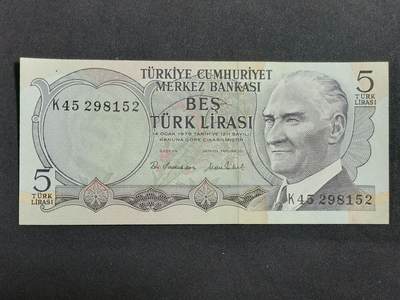 TÜRKİYE CUMHURİYET
MERKEZ BANKASI
5
TÜRK
LİRASI
K45 298152
BEŞ
TÜRK LİRASI
14 OCAK 1970 TARİH VE 1211 SAYILI
KANUNA GÖRE ÇIKARILMIŞTIR
5
TÜRK
LİRASI
K45 298152